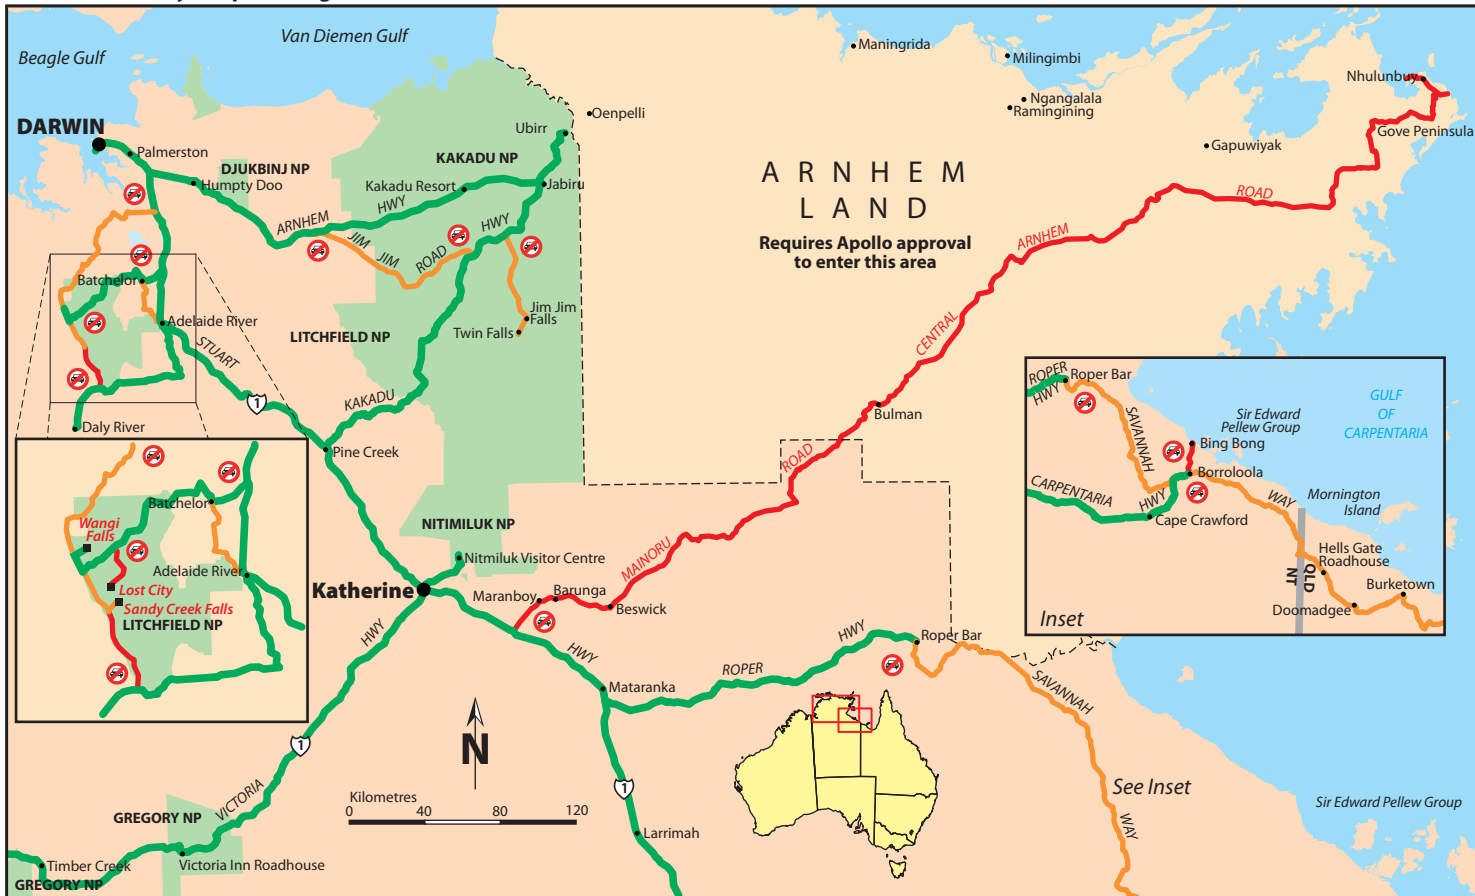 Van Diemen Gulf
Beagle Gulf
Maningrida
Milingimbi
Nhulunbuy
Ngangalala
Ramingining
Oenpelli
Ubirr
DARWIN
Palmerston
Gove Peninsula
Gapuwiyak
KAKADU NP
DJUKBINJ NP
Humpty Doo
Kakadu Resort
Jabiru
ARNHEM
LAND
Requires Apollo approval
to enter this area
ARNHEM
HWY
HWY
JIM
JIM
ROAD
ROAD
ARNHEM
CENTRAL
ROAD
MAINORU
Batchelor
Adelaide River
STUART
LITCHFIELD NP
Jim Jim
Falls
Twin Falls
KAKADU
1
Daly River
Pine Creek
Bulman
Batchelor
Wangi
Falls
Adelaide River
Lost City
Sandy Creek Falls
LITCHFIELD NP
NITIMILUK NP
Nitmiluk Visitor Centre
Katherine
Maranboy
Barunga
Beswick
HWY
HWY
HWY
ROPER
Roper Bar
Mataranka
SAVANNAH
WAY
See Inset
Sir Edward Pellew Group
N
Kilometres
0 40 80 120
1
1
VICTORIA
GREGORY NP
Timber Creek
Victoria Inn Roadhouse
GREGORY NP
Larrimah
ROPER
HWY
Roper Bar
SAVANNAH
Sir Edward
Pellew Group
GULF
OF
CARPENTARIA
Bing Bong
Borroloola
CARPENTARIA
HWY
WAY
Mornington
Island
Cape Crawford
Hells Gate
Roadhouse
QLD
NT
Burketown
Doomadgee
Inset